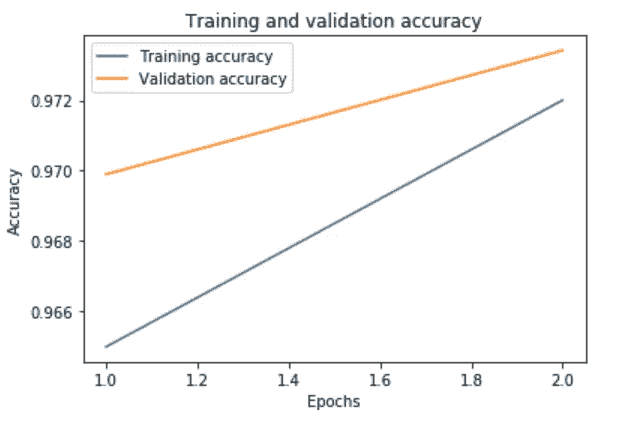 Training and validation accuracy
Training accuracy
Validation accuracy
0.972
0.970
0.968
0.966
Accuracy
1.0 1.2 1.4 1.6 1.8 2.0
Epochs